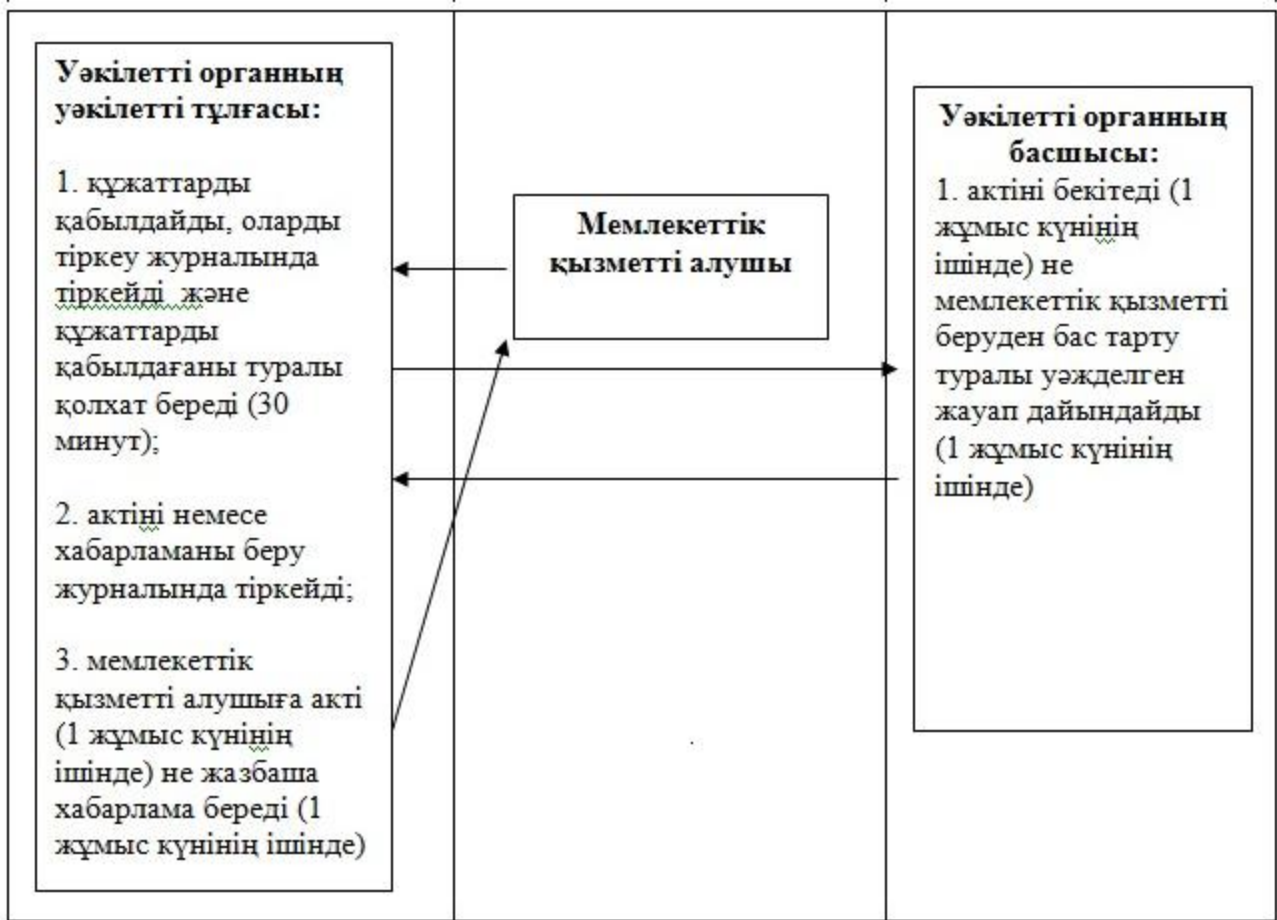 Уәкілетті органның
уәкілетті тұлғасы:
1. құжаттарды
қабылдайды, оларды
тіркеу журналында
тіркейді және
құжаттарды
қабылдағаны туралы
қолхат береді (30
минут);
2. актіні немесе
хабарламаны беру
журналында тіркейді;
3. мемлекеттік
қызметті алушыға акті
(1 жұмыс күнінің
ішінде) не жазбаша
хабарлама береді (1
жұмыс күнінің ішінде)
Мемлекеттік
қызметті алушы
Уәкілетті органның
басшысы:
1. актіні бекітеді (1
жұмыс күнінің
ішінде) не
мемлекеттік қызметті
беруден бас тарту
туралы уәжделген
жауап дайындайды
(1 жұмыс күнінің
ішінде)